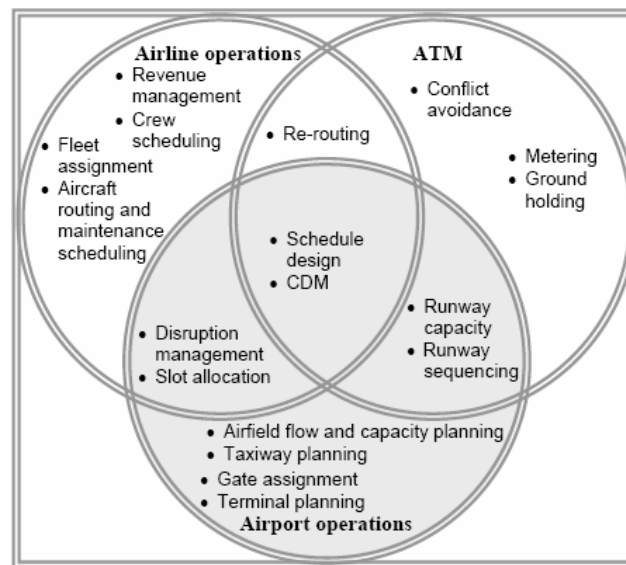 Airline operations
• Revenue
management
• Crew
scheduling
• Fleet
assignment
• Aircraft
routing and
maintenance
scheduling
ATM
• Conflict
avoidance
• Re-routing
• Metering
• Ground
holding
• Schedule
design
• CDM
• Runway
capacity
• Runway
sequencing
• Disruption
management
• Slot allocation
• Airfield flow and capacity planning
• Taxiway planning
• Gate assignment
• Terminal planning
Airport operations